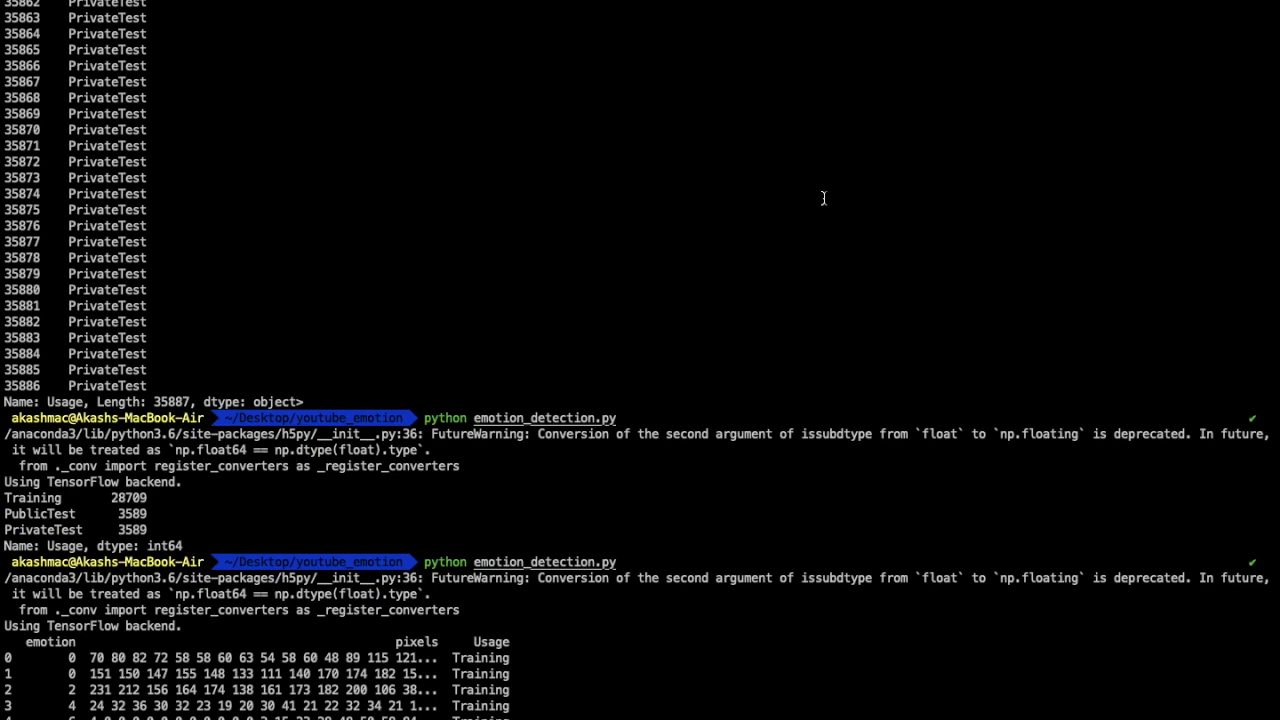 35862    PrivateTest
35863    PrivateTest
35864    PrivateTest
35865    PrivateTest
35866    PrivateTest
35867    PrivateTest
35868    PrivateTest
35869    PrivateTest
35870    PrivateTest
35871    PrivateTest
35872    PrivateTest
35873    PrivateTest
35874    PrivateTest
35875    PrivateTest
35876    PrivateTest
35877    PrivateTest
35878    PrivateTest
35879    PrivateTest
35880    PrivateTest
35881    PrivateTest
35882    PrivateTest
35883    PrivateTest
35884    PrivateTest
35885    PrivateTest
35886    PrivateTest
Name: Usage, Length: 35887, dtype: object>
akashmac@Akashs-MacBook-Air ~/Desktop/youtube_emotion python emotion_detection.py ✔
/anaconda3/lib/python3.6/site-packages/h5py/__init__.py:36: FutureWarning: Conversion of the second argument of issubdtype from `float` to `np.floating` is deprecated. In future,
it will be treated as `np.float64 == np.dtype(float).type`.
from ._conv import register_converters as _register_converters
Using TensorFlow backend.
Training       28709
PublicTest      3589
PrivateTest     3589
Name: Usage, dtype: int64
akashmac@Akashs-MacBook-Air ~/Desktop/youtube_emotion python emotion_detection.py ✔
/anaconda3/lib/python3.6/site-packages/h5py/__init__.py:36: FutureWarning: Conversion of the second argument of issubdtype from `float` to `np.floating` is deprecated. In future,
it will be treated as `np.float64 == np.dtype(float).type`.
from ._conv import register_converters as _register_converters
Using TensorFlow backend.
emotion pixels Usage
0 0 70 80 82 72 58 58 60 63 54 58 60 48 89 115 121... Training
1 0 151 150 147 155 148 133 111 140 170 174 182 15... Training
2 2 231 212 156 164 174 138 161 173 182 200 106 38... Training
3 4 24 32 36 30 32 23 19 20 30 41 21 22 32 34 21 1... Training